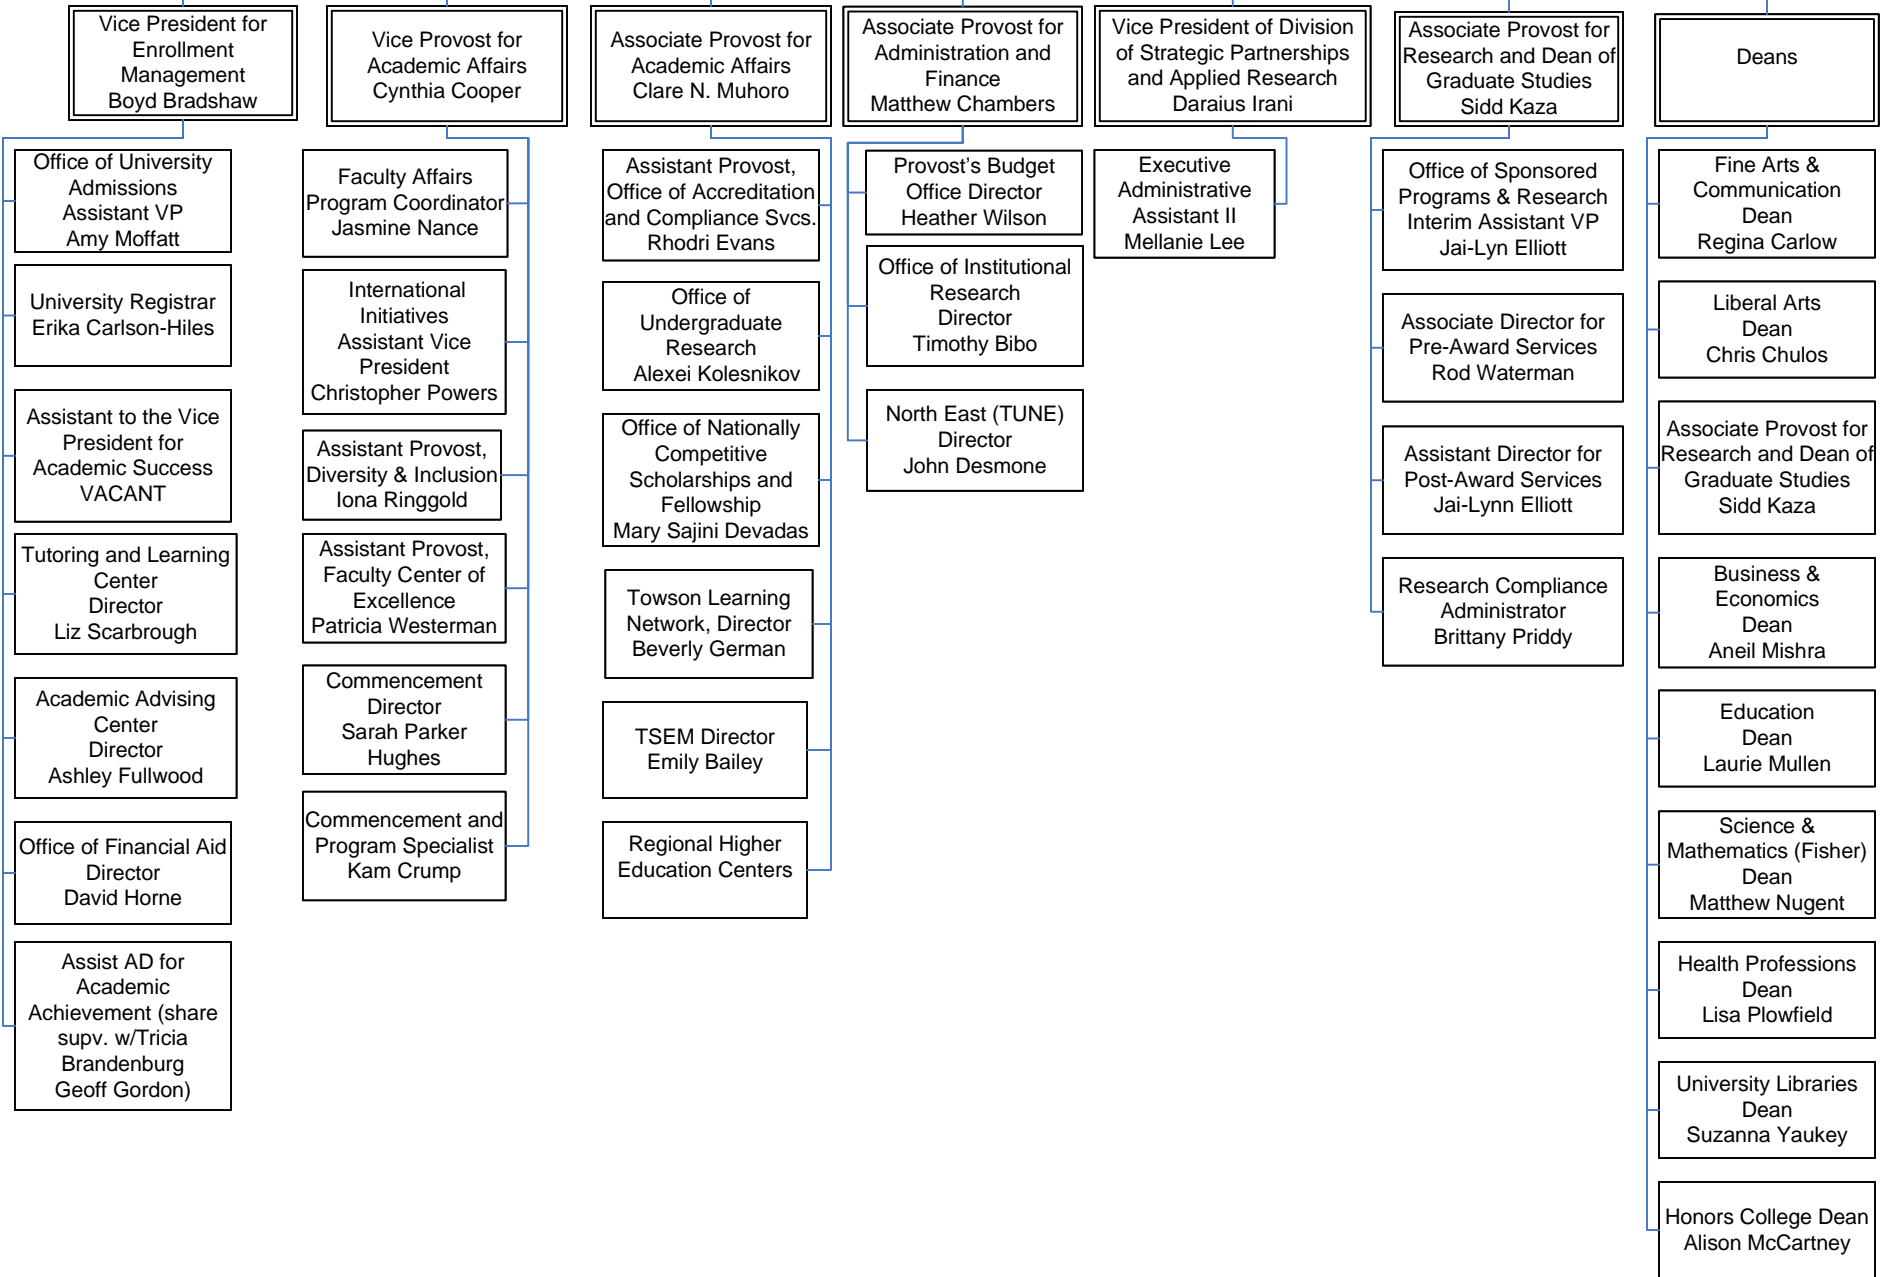 Vice President for
Enrollment
Management
Boyd Bradshaw
Vice Provost for
Academic Affairs
Cynthia Cooper
Associate Provost for
Academic Affairs
Clare N. Muhoro
Associate Provost for
Administration and
Finance
Matthew Chambers
Vice President of Division
of Strategic Partnerships
and Applied Research
Daraius Irani
Associate Provost for
Research and Dean of
Graduate Studies
Sidd Kaza
Deans
Office of University
Admissions
Assistant VP
Amy Moffatt
University Registrar
Erika Carlson-Hiles
Assistant to the Vice
President for
Academic Success
VACANT
Tutoring and Learning
Center
Director
Liz Scarbrough
Academic Advising
Center
Director
Ashley Fullwood
Office of Financial Aid
Director
David Horne
Assist AD for
Academic
Achievement (share
supv. w/Tricia
Brandenburg
Geoff Gordon)
Faculty Affairs
Program Coordinator
Jasmine Nance
International
Initiatives
Assistant Vice
President
Christopher Powers
Assistant Provost,
Diversity & Inclusion
Iona Ringgold
Assistant Provost,
Faculty Center of
Excellence
Patricia Westerman
Commencement
Director
Sarah Parker
Hughes
Commencement and
Program Specialist
Kam Crump
Assistant Provost,
Office of Accreditation
and Compliance Svcs.
Rhodri Evans
Office of
Undergraduate
Research
Alexei Kolesnikov
Office of Nationally
Competitive
Scholarships and
Fellowship
Mary Sajini Devadas
Towson Learning
Network, Director
Beverly German
TSEM Director
Emily Bailey
Regional Higher
Education Centers
Provost’s Budget
Office Director
Heather Wilson
Office of Institutional
Research
Director
Timothy Bibo
North East (TUNE)
Director
John Desmone
Executive
Administrative
Assistant II
Mellanie Lee
Office of Sponsored
Programs & Research
Interim Assistant VP
Jai-Lyn Elliott
Associate Director for
Pre-Award Services
Rod Waterman
Assistant Director for
Post-Award Services
Jai-Lynn Elliott
Research Compliance
Administrator
Brittany Priddy
Fine Arts &
Communication
Dean
Regina Carlow
Liberal Arts
Dean
Chris Chulos
Associate Provost for
Research and Dean of
Graduate Studies
Sidd Kaza
Business &
Economics
Dean
Aneil Mishra
Education
Dean
Laurie Mullen
Science &
Mathematics (Fisher)
Dean
Matthew Nugent
Health Professions
Dean
Lisa Plowfield
University Libraries
Dean
Suzanna Yaukey
Honors College Dean
Alison McCartney